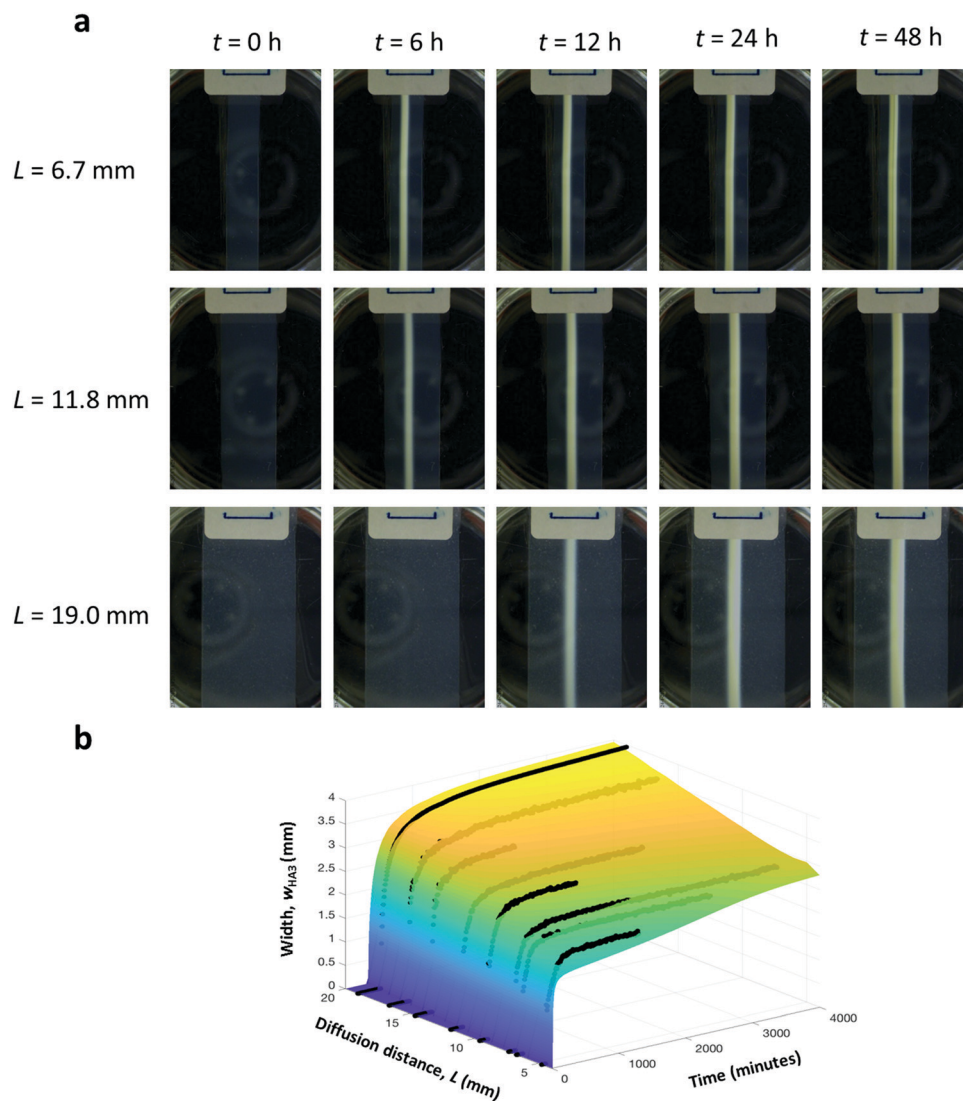 a
t = 0 h t = 6 h t = 12 h t = 24 h t = 48 h
L = 6.7 mm
L = 11.8 mm
L = 19.0 mm
b
Width, wHA3 (mm)
4
3.5
3
2.5
2
1.5
1
0.5
0
20
15
10
5
Diffusion distance, L (mm)
0
1000
2000
3000
4000
Time (minutes)